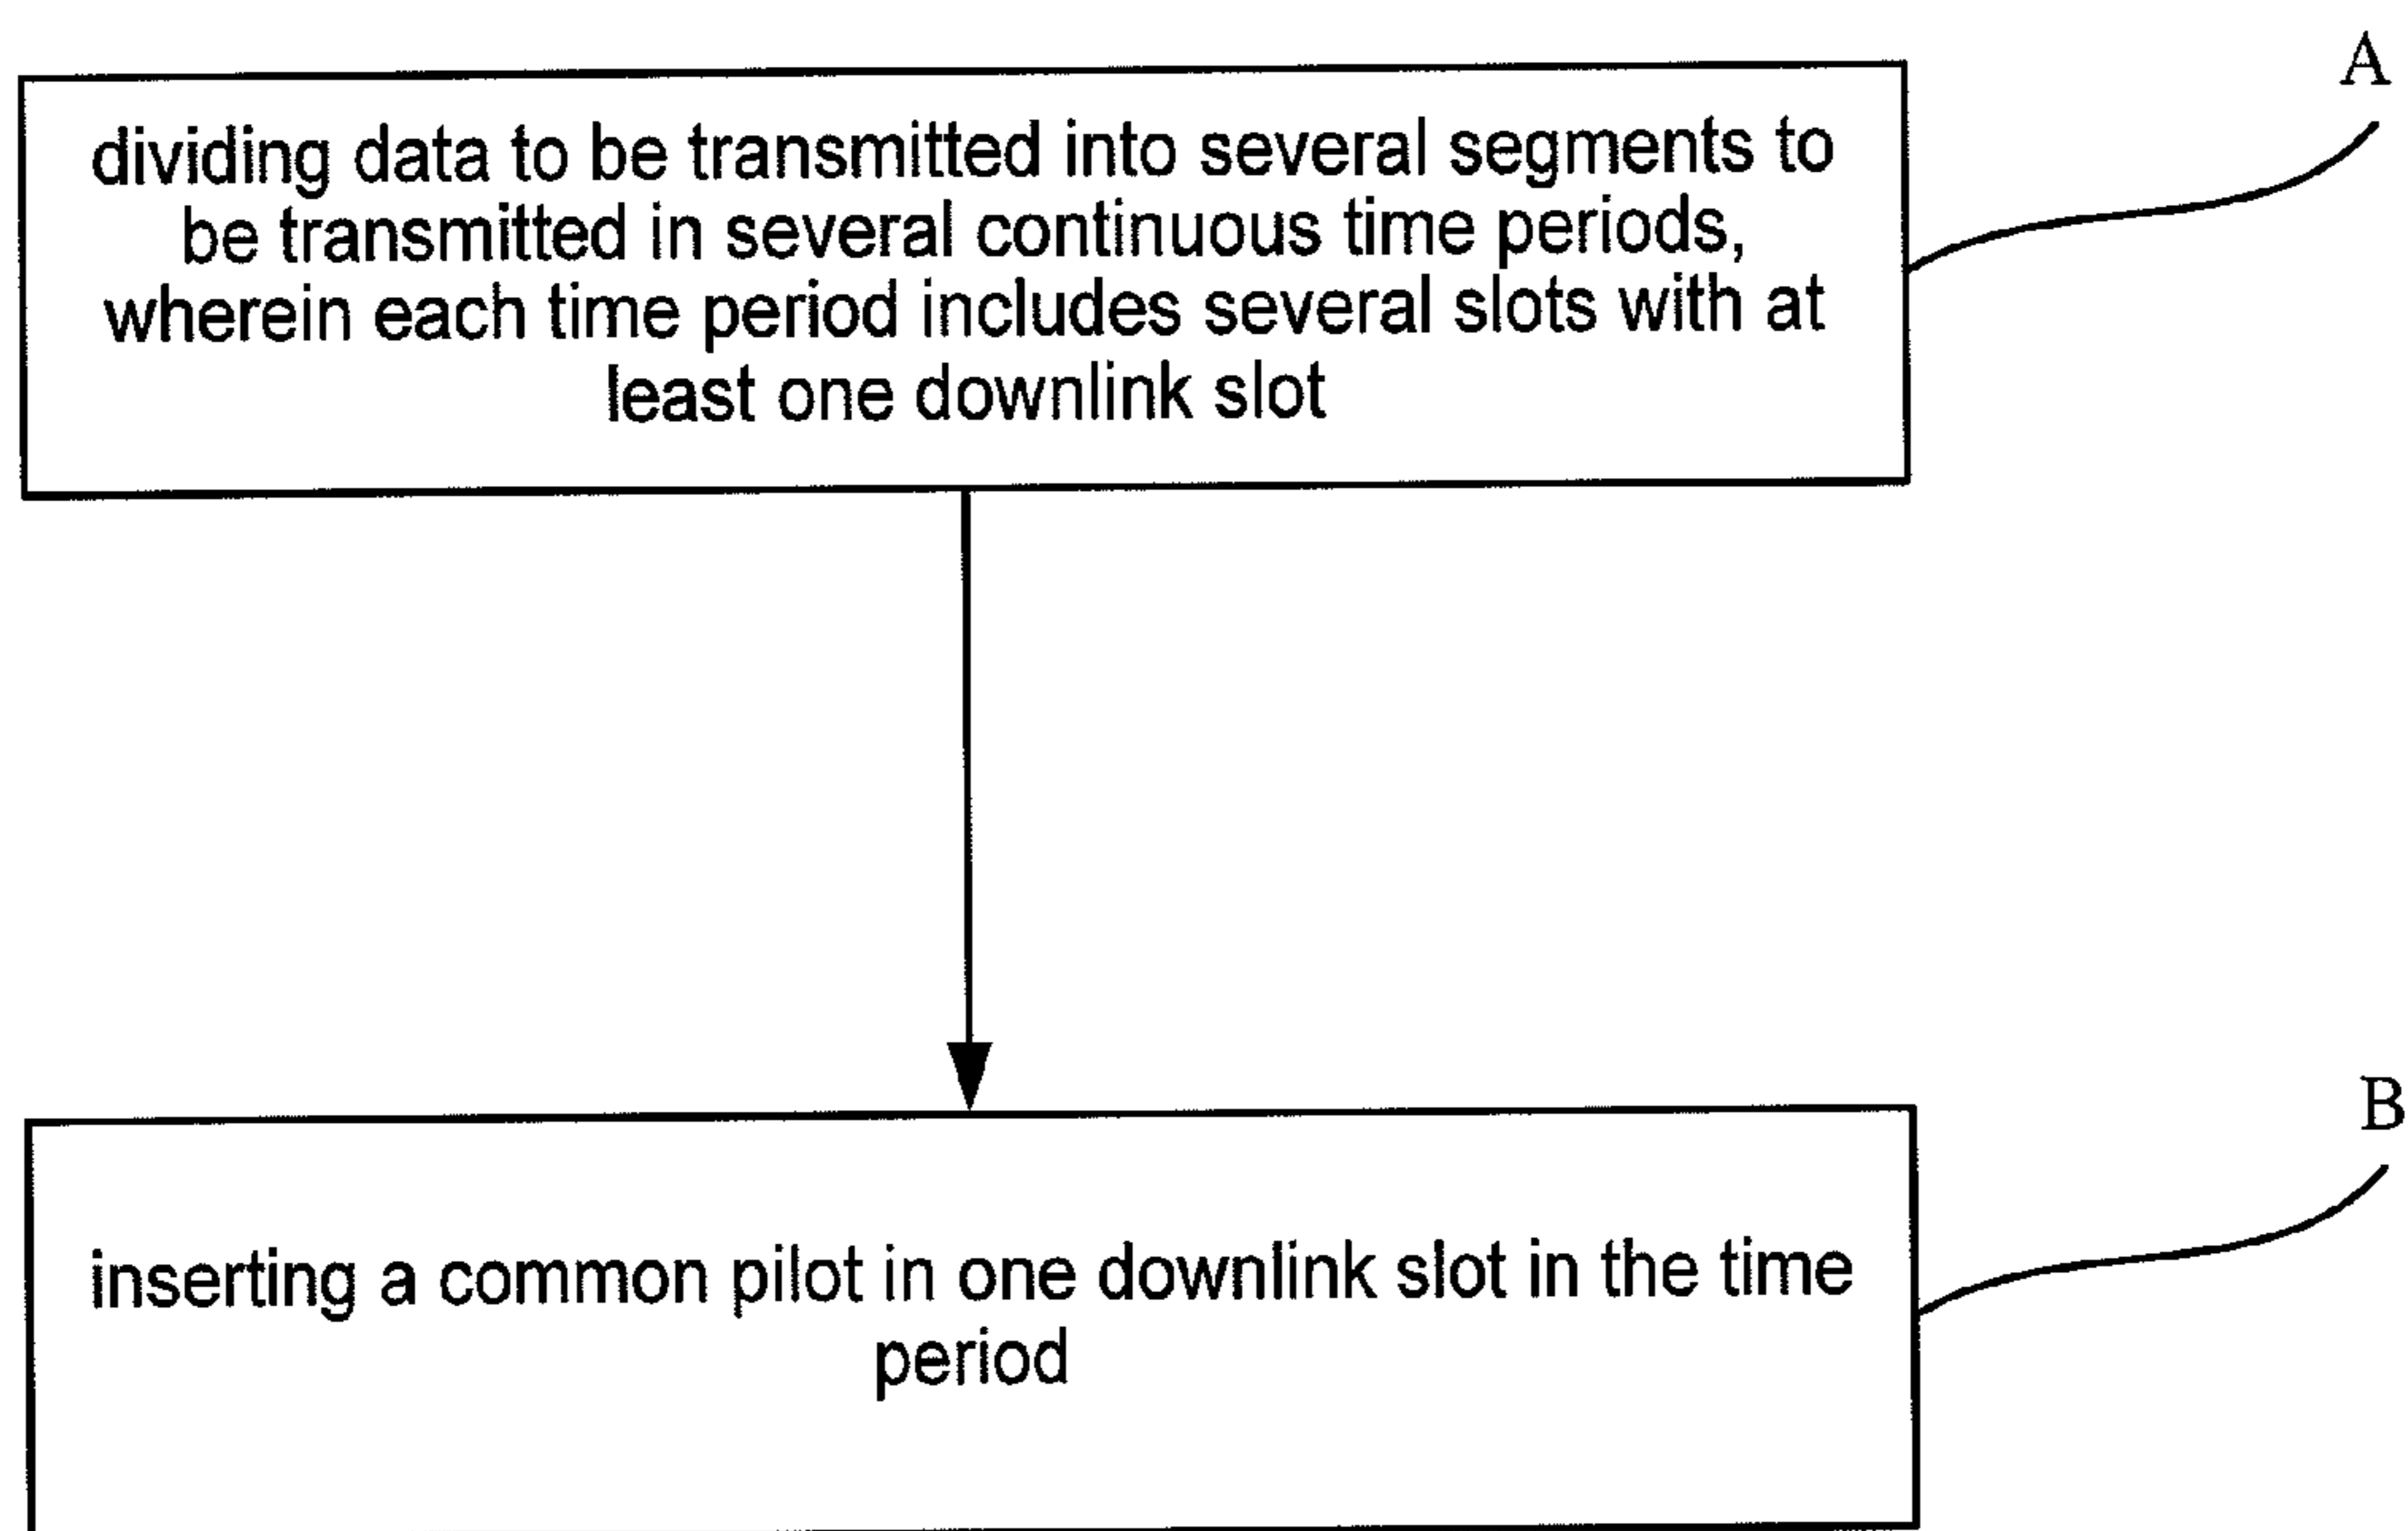 A
dividing data to be transmitted into several segments to
be transmitted in several continuous time periods,
wherein each time period includes several slots with at
least one downlink slot
B
inserting a common pilot in one downlink slot in the time
period